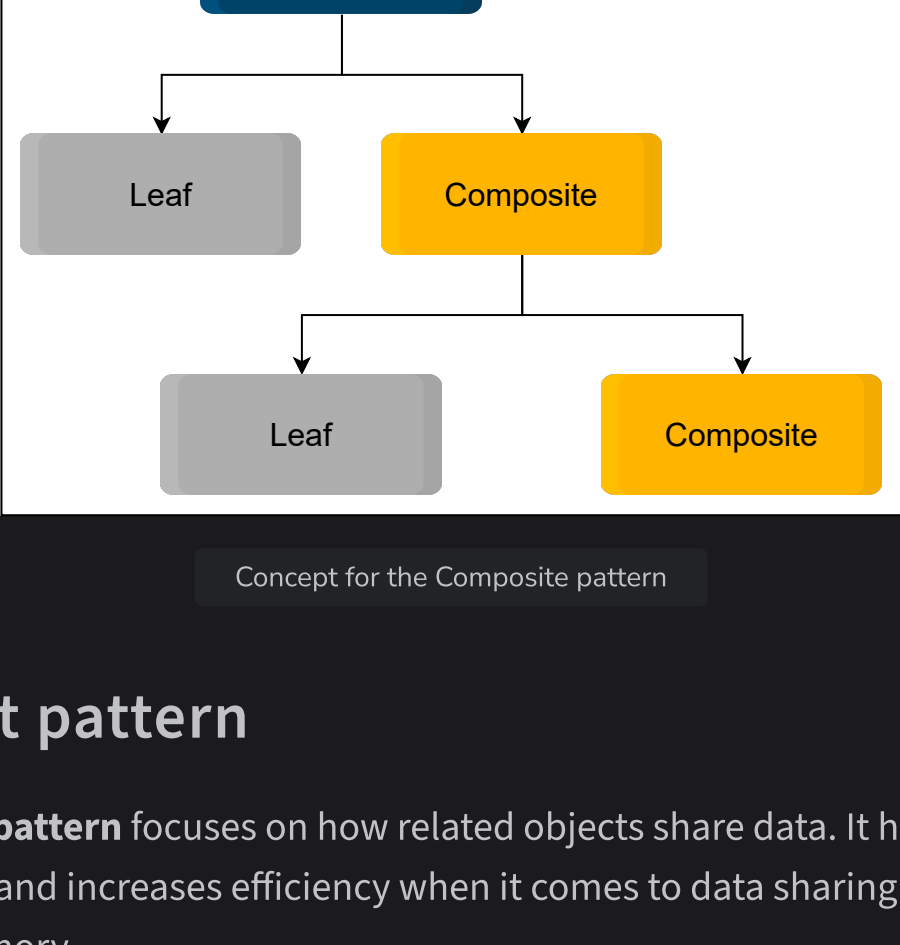 Leaf Composite
Leaf Composite
Concept for the Composite pattern
t pattern
pattern focuses on how related objects share data. It h
and increases efficiency when it comes to data sharing